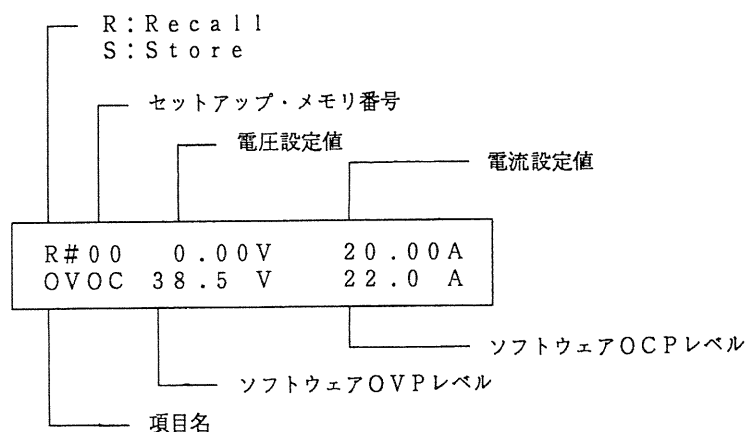 R:Recall
S:Store
セットアップ・メモリ番号
電圧設定値
電流設定値
R#00 0.00V 20.00A
OVOC 38.5 V 22.0 A
ソフトウェアOCPレベル
ソフトウェアOVPレベル
項目名